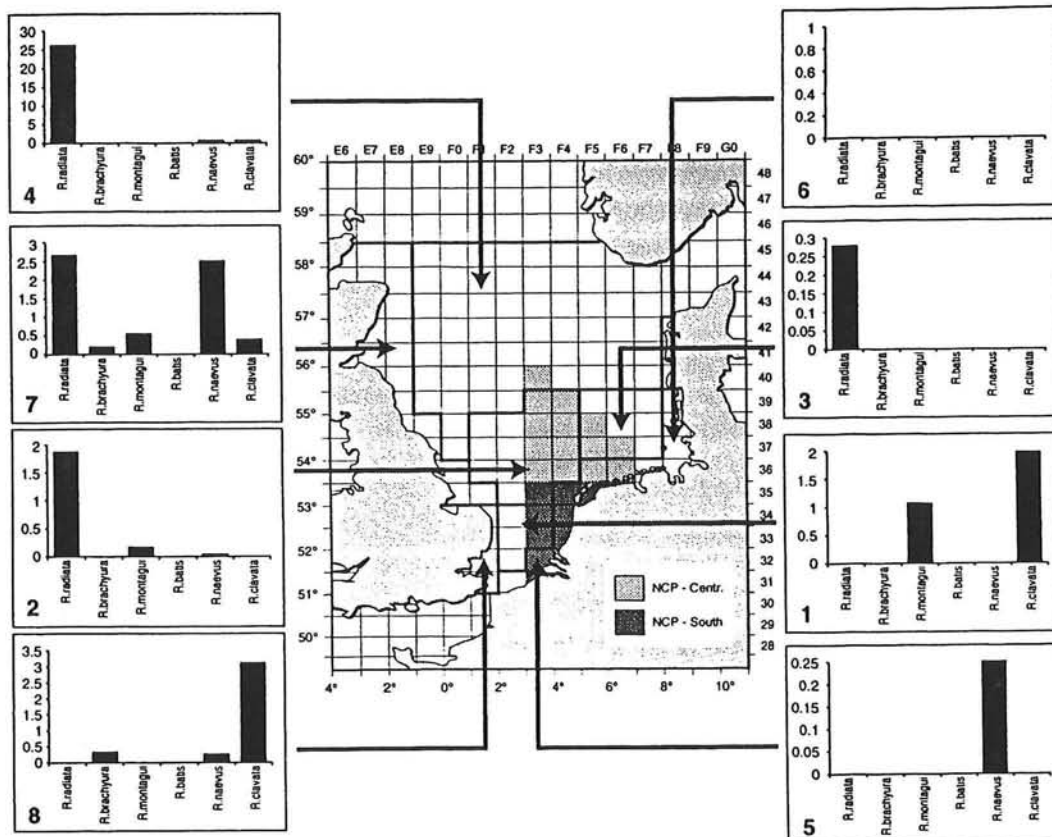 30
25
20
15
10
5
0
R.radiata
R.brachyura
R.montagui
R.batis
R.naevus
R.clavata
4
3
2.5
2
1.5
1
0.5
0
R.radiata
R.brachyura
R.montagui
R.batis
R.naevus
R.clavata
7
2
1.5
1
0.5
0
R.radiata
R.brachyura
R.montagui
R.batis
R.naevus
R.clavata
2
3.5
3
2.5
2
1.5
1
0.5
0
R.radiata
R.brachyura
R.montagui
R.batis
R.naevus
R.clavata
8
E6 E7 E8 E9 F0 F2 F3 F4 F5 F6 F7 F9 G0
60°
59°
58°
57°
56°
55°
54°
53°
52°
51°
50°
48
47
46
45
44
43
42
41
40
39
38
37
36
35
34
33
32
31
30
29
28
NCP - Centr.
NCP - South
4° 2° 0° 2° 4° 6° 8° 10°
1
0.8
0.6
0.4
0.2
0
R.radiata
R.brachyura
R.montagui
R.batis
R.naevus
R.clavata
6
0.3
0.25
0.2
0.15
0.1
0.05
0
R.radiata
R.brachyura
R.montagui
R.batis
R.naevus
R.clavata
3
2
1.5
1
0.5
0
R.radiata
R.brachyura
R.montagui
R.batis
R.naevus
R.clavata
1
0.25
0.2
0.15
0.1
0.05
0
R.radiata
R.brachyura
R.montagui
R.batis
R.naevus
R.clavata
5